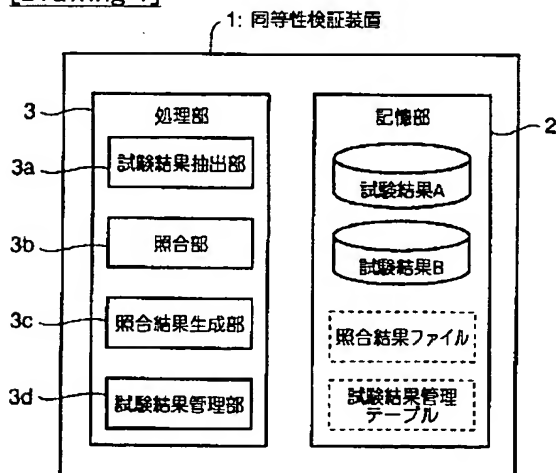 [Drawing 1]
1: 同等性検証装置
3
処理部
3a
試験結果抽出部
3b
照合部
3c
照合結果生成部
3d
試験結果管理部
記憶部
2
試験結果A
試験結果B
照合結果ファイル
試験結果管理
テーブル